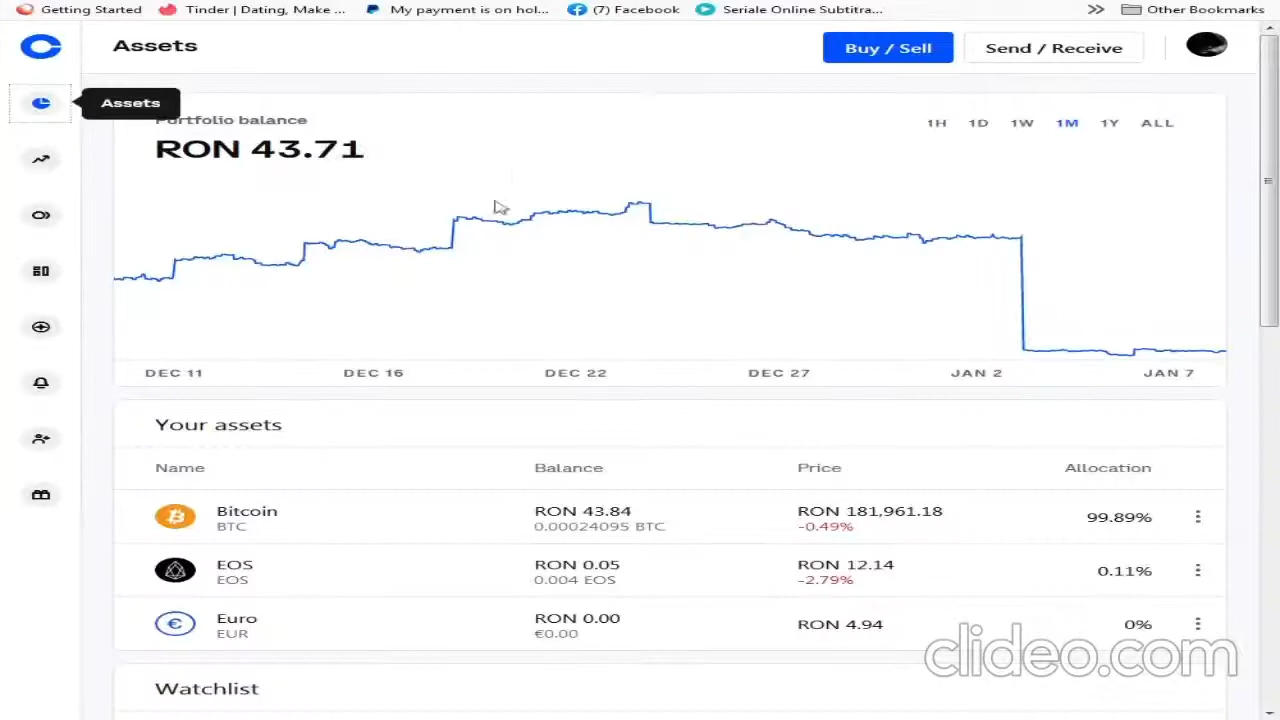 Getting Started Tinder | Dating, Make ... My payment is on hol... (7) Facebook Seriale Online Subtitra... Other Bookmarks
Assets Buy / Sell Send / Receive
Assets
Portfolio balance 1H 1D 1W 1M 1Y ALL
RON 43.71
DEC 11 DEC 16 DEC 22 DEC 27 JAN 2 JAN 7
Your assets
Name Balance Price Allocation
Bitcoin RON 43.84 RON 181,961.18 99.89%
BTC 0.00024095 BTC -0.49%
EOS RON 0.05 RON 12.14 0.11%
EOS 0.004 EOS -2.79%
Euro RON 0.00 RON 4.94 0%
EUR €0.00
clideo.com
Watchlist